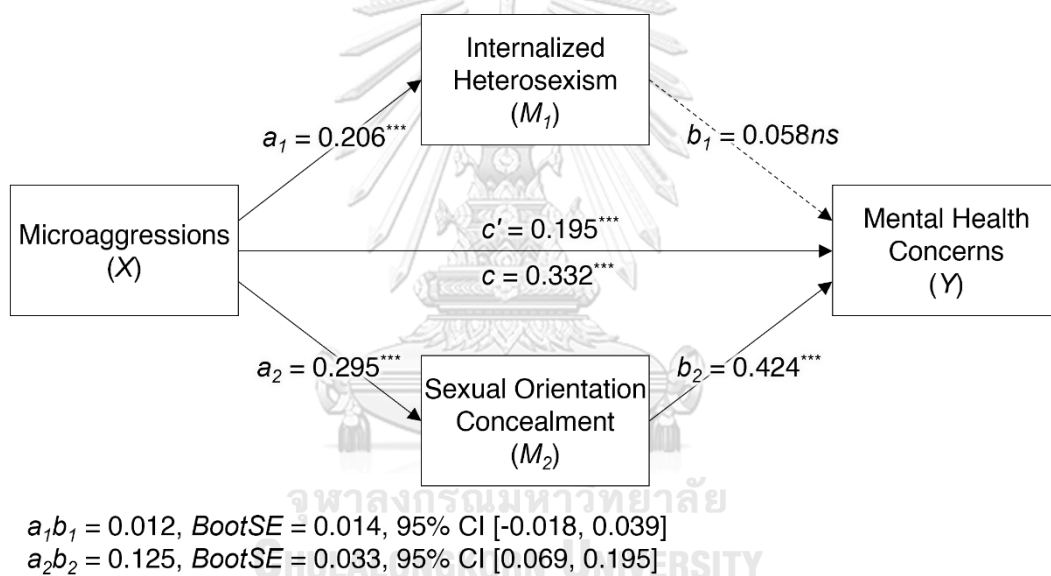 Internalized
Heterosexism
(M1)
a1 = 0.206***
b1 = 0.058ns
Microaggressions
(X)
c' = 0.195***
c = 0.332***
Mental Health
Concerns
(Y)
a2 = 0.295***
b2 = 0.424***
Sexual Orientation
Concealment
(M2)
จุฬาลงกรณ์มหาวิทยาลัย
a1b1 = 0.012, BootSE = 0.014, 95% CI [-0.018, 0.039]
a2b2 = 0.125, BootSE = 0.033, 95% CI [0.069, 0.195]
CHULALONGKORN UNIVERSITY